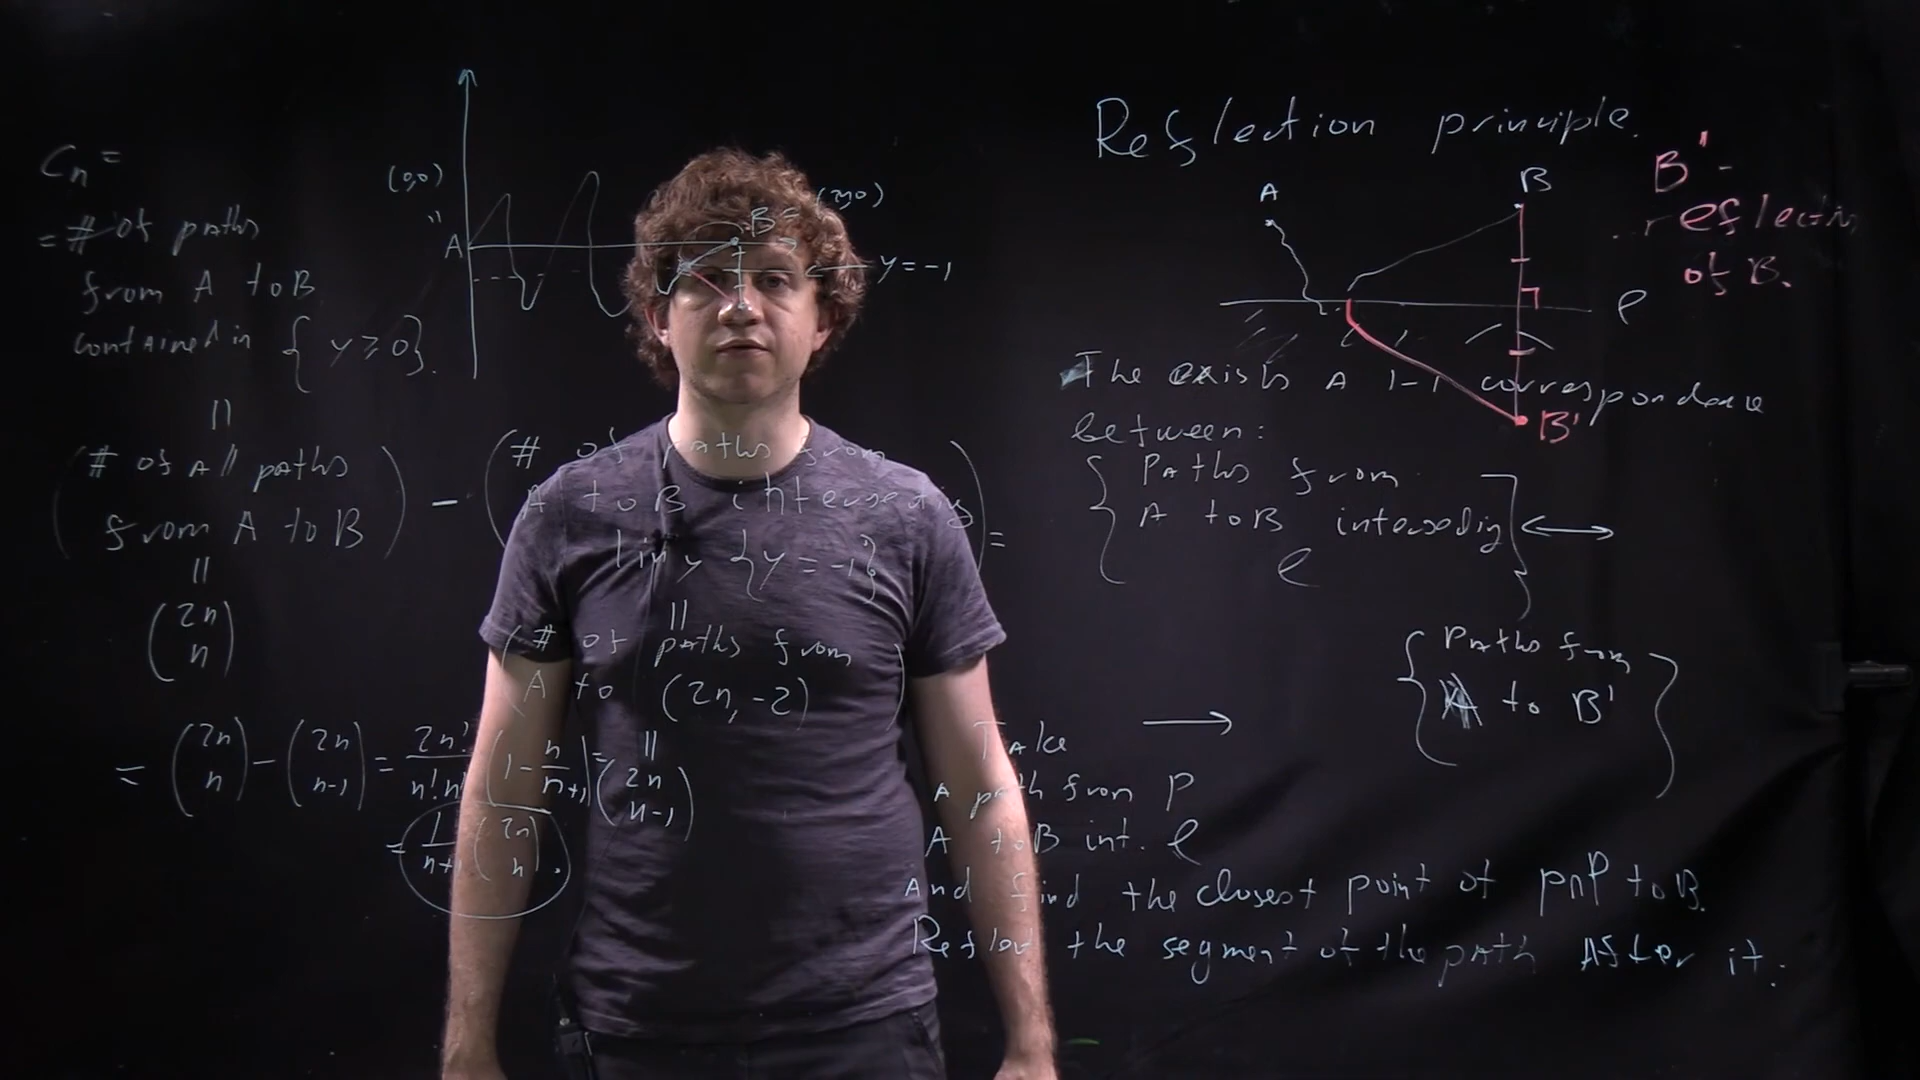 Cn =
= # of paths
from A to B
contained in { y ≥ 0 }.
||
( # of all paths
from A to B )
||
( 2n
n )
(0,0)
"
A
B = (2n,0)
y = -1
- ( # of paths from
A to B intersecting
line {y = -1} ) =
||
( # of paths from
A to (2n, -2) )
||
( 2n
n-1 )
= ( 2n n ) - ( 2n n-1 ) = 2n! / n! n! ( 1 - n / n+1 ) =
= 1 / n+1 ( 2n n ) .
Reflection principle.
A
B
ℓ
B'
B' -
reflection
of B.
The exists A 1-1 correspondence
between:
{ Paths from
A to B intersecting
ℓ } ↔
{ Paths from
A to B' }
Take →
A path from P
A to B int. ℓ
And find the closest point of p∩ℓ to B.
Reflect the segment of the path After it.